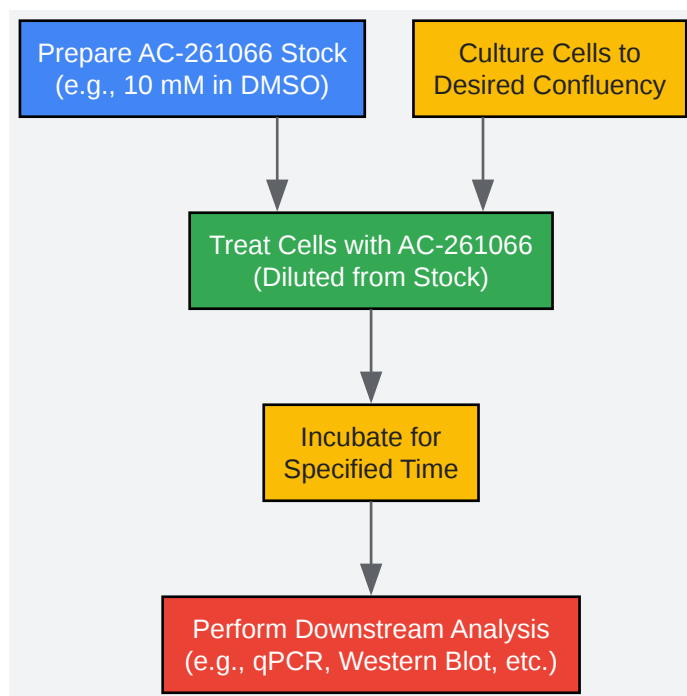 Prepare AC-261066 Stock
(e.g., 10 mM in DMSO)
Culture Cells to
Desired Confluency
Treat Cells with AC-261066
(Diluted from Stock)
Incubate for
Specified Time
Perform Downstream Analysis
(e.g., qPCR, Western Blot, etc.)